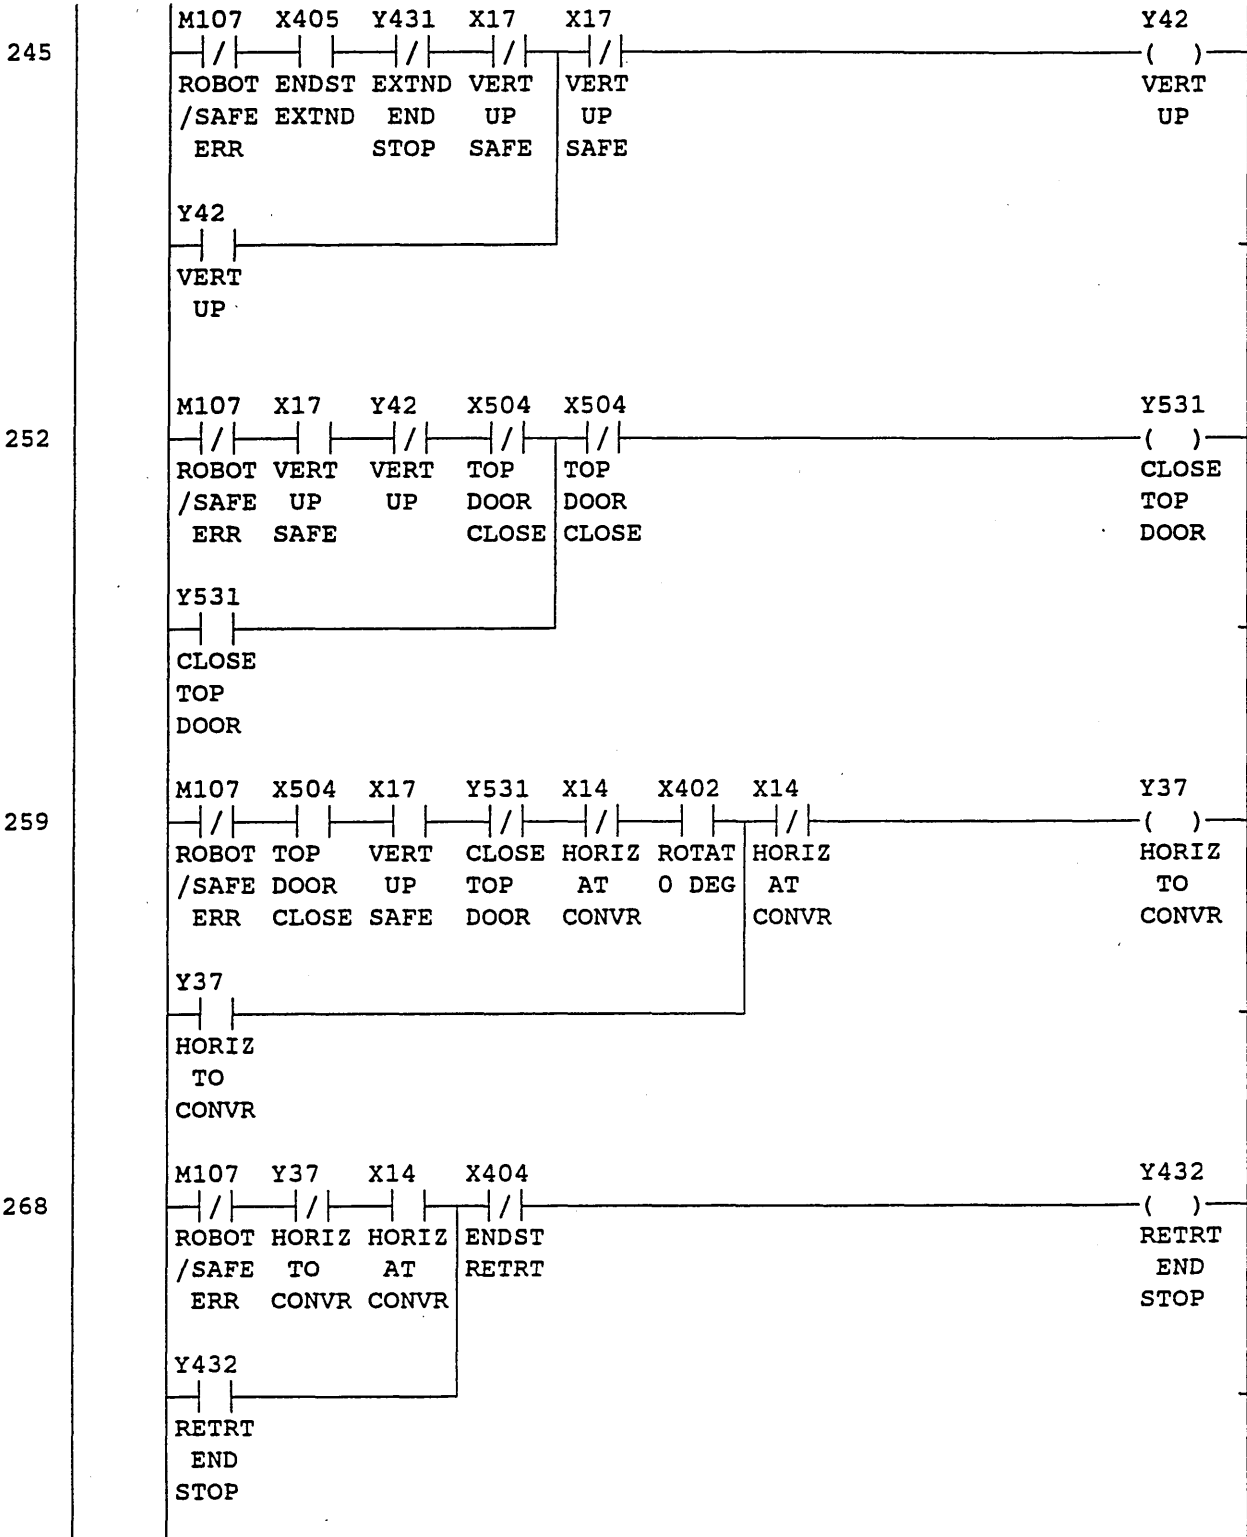 M107 X405 Y431 X17 X17 Y42
245
ROBOT ENDST EXTND VERT VERT VERT
/SAFE EXTND END UP UP UP
ERR STOP SAFE SAFE
Y42
VERT
UP
M107 X17 Y42 X504 X504 Y531
252
ROBOT VERT VERT TOP TOP CLOSE
/SAFE UP UP DOOR DOOR TOP
ERR SAFE CLOSE CLOSE DOOR
Y531
CLOSE
TOP
DOOR
M107 X504 X17 Y531 X14 X402 X14 Y37
259
ROBOT TOP VERT CLOSE HORIZ ROTAT HORIZ HORIZ
/SAFE DOOR UP TOP AT 0 DEG AT TO
ERR CLOSE SAFE DOOR CONVR CONVR CONVR
Y37
HORIZ
TO
CONVR
M107 Y37 X14 X404 Y432
268
ROBOT HORIZ HORIZ ENDST RETRT
/SAFE TO AT RETRT END
ERR CONVR CONVR STOP
Y432
RETRT
END
STOP